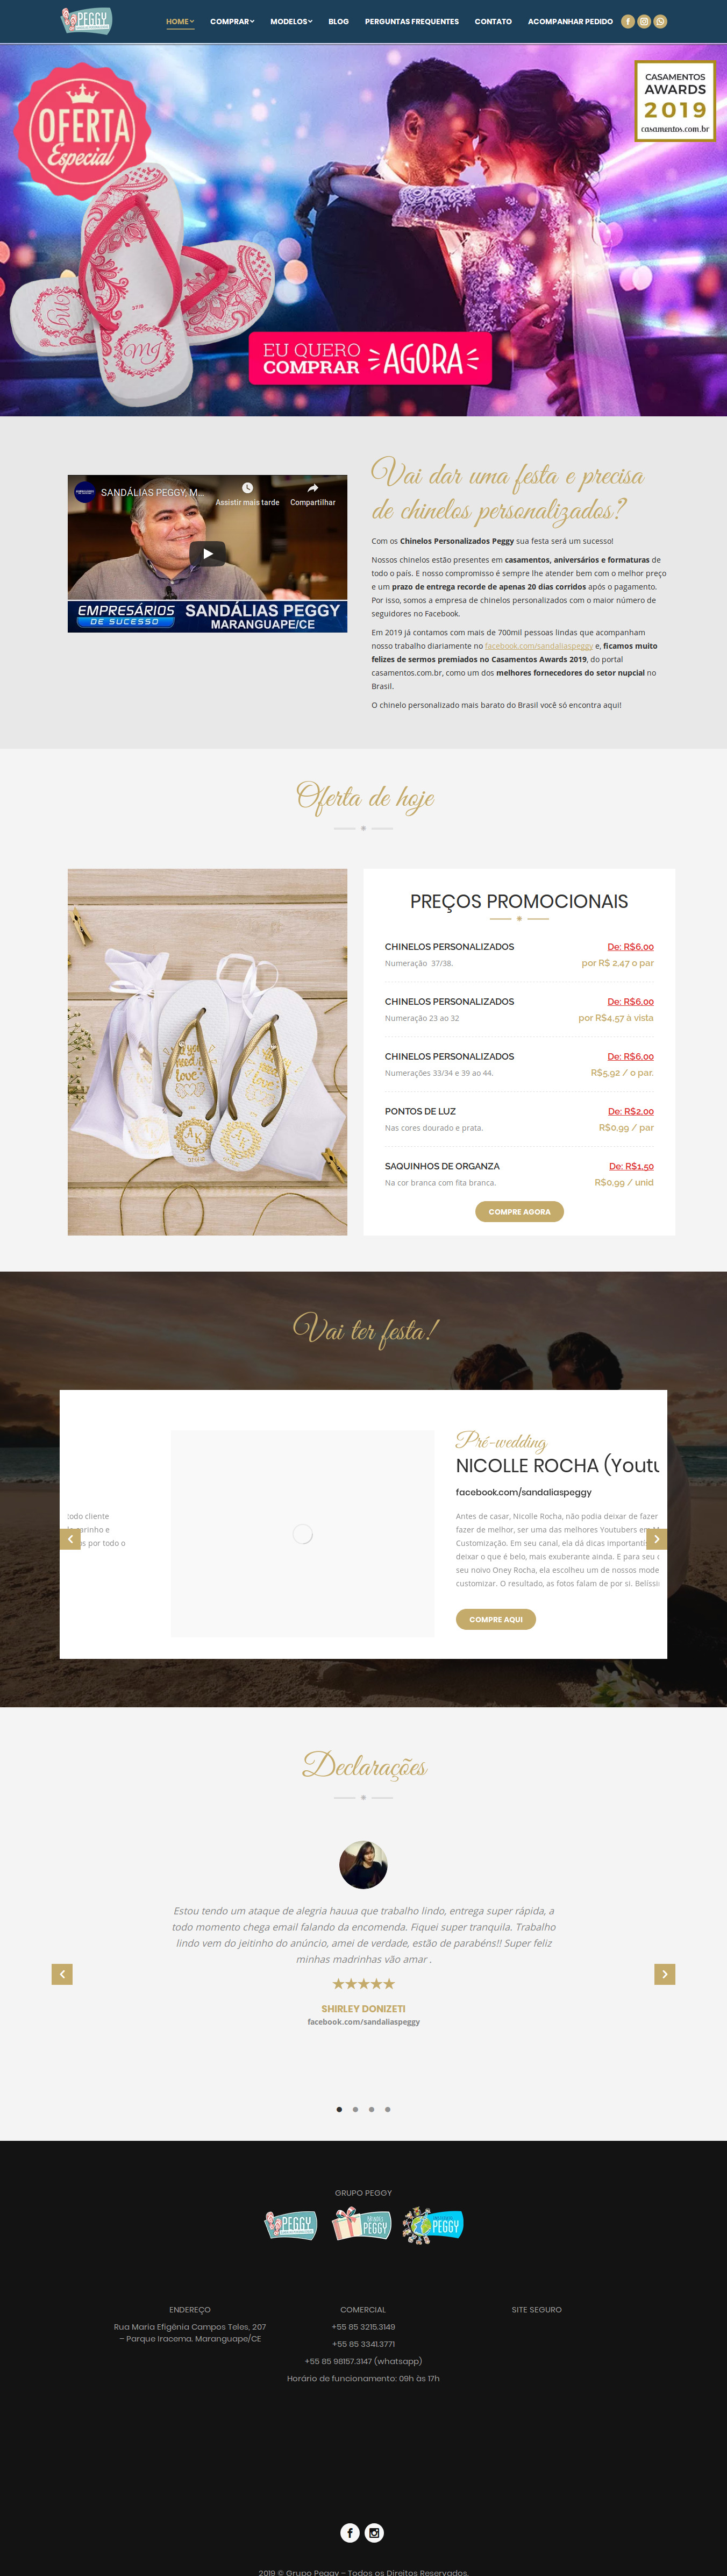 PEGGY
HOME
COMPRAR
MODELOS
BLOG
PERGUNTAS FREQUENTES
CONTATO
ACOMPANHAR PEDIDO
OFERTA
Especial
CASAMENTOS
AWARDS
2019
casamentos.com.br
MJ
EU QUERO
COMPRAR
AGORA
SANDÁLIAS PEGGY, M...
Assistir mais tarde
Compartilhar
EMPRESÁRIOS
DE SUCESSO
SANDÁLIAS PEGGY
MARANGUAPE/CE
Vai dar uma festa e precisa
de chinelos personalizados?
Com os Chinelos Personalizados Peggy sua festa será um sucesso!
Nossos chinelos estão presentes em casamentos, aniversários e formaturas de
todo o país. E nosso compromisso é sempre lhe atender bem com o melhor preço
e um prazo de entrega recorde de apenas 20 dias corridos após o pagamento.
Por isso, somos a empresa de chinelos personalizados com o maior número de
seguidores no Facebook.
Em 2019 já contamos com mais de 700mil pessoas lindas que acompanham
nosso trabalho diariamente no facebook.com/sandaliaspeggy e, ficamos muito
felizes de sermos premiados no Casamentos Awards 2019, do portal
casamentos.com.br, como um dos melhores fornecedores do setor nupcial no
Brasil.
O chinelo personalizado mais barato do Brasil você só encontra aqui!
Oferta de hoje
PREÇOS PROMOCIONAIS
CHINELOS PERSONALIZADOS
De: R$6,00
Numeração 37/38.
por R$ 2,47 o par
CHINELOS PERSONALIZADOS
De: R$6,00
Numeração 23 ao 32
por R$4,57 à vista
CHINELOS PERSONALIZADOS
De: R$6,00
Numerações 33/34 e 39 ao 44.
R$5,92 / o par.
PONTOS DE LUZ
De: R$2,00
Nas cores dourado e prata.
R$0,99 / par
SAQUINHOS DE ORGANZA
De: R$1,50
Na cor branca com fita branca.
R$0,99 / unid
COMPRE AGORA
Vai ter festa!
Pré-wedding
NICOLLE ROCHA (Youtu
facebook.com/sandaliaspeggy
todo cliente
carinho e
os por todo o
Antes de casar, Nicolle Rocha, não podia deixar de fazer
fazer de melhor, ser uma das melhores Youtubers em
Customização. Em seu canal, ela dá dicas important
deixar o que é belo, mais exuberante ainda. E para seu
seu noivo Oney Rocha, ela escolheu um de nossos mode
customizar. O resultado, as fotos falam de por si. Belíssi
COMPRE AQUI
Declarações
Estou tendo um ataque de alegria hauua que trabalho lindo, entrega super rápida, a
todo momento chega email falando da encomenda. Fiquei super tranquila. Trabalho
lindo vem do jeitinho do anúncio, amei de verdade, estão de parabéns!! Super feliz
minhas madrinhas vão amar .
SHIRLEY DONIZETI
facebook.com/sandaliaspeggy
GRUPO PEGGY
PEGGY
PEGGY
PEGGY
ENDEREÇO
Rua Maria Efigênia Campos Teles, 207
– Parque Iracema. Maranguape/CE
COMERCIAL
+55 85 3215.3149
+55 85 3341.3771
+55 85 98157.3147 (whatsapp)
Horário de funcionamento: 09h às 17h
SITE SEGURO
2019 © Grupo Peggy – Todos os Direitos Reservados.